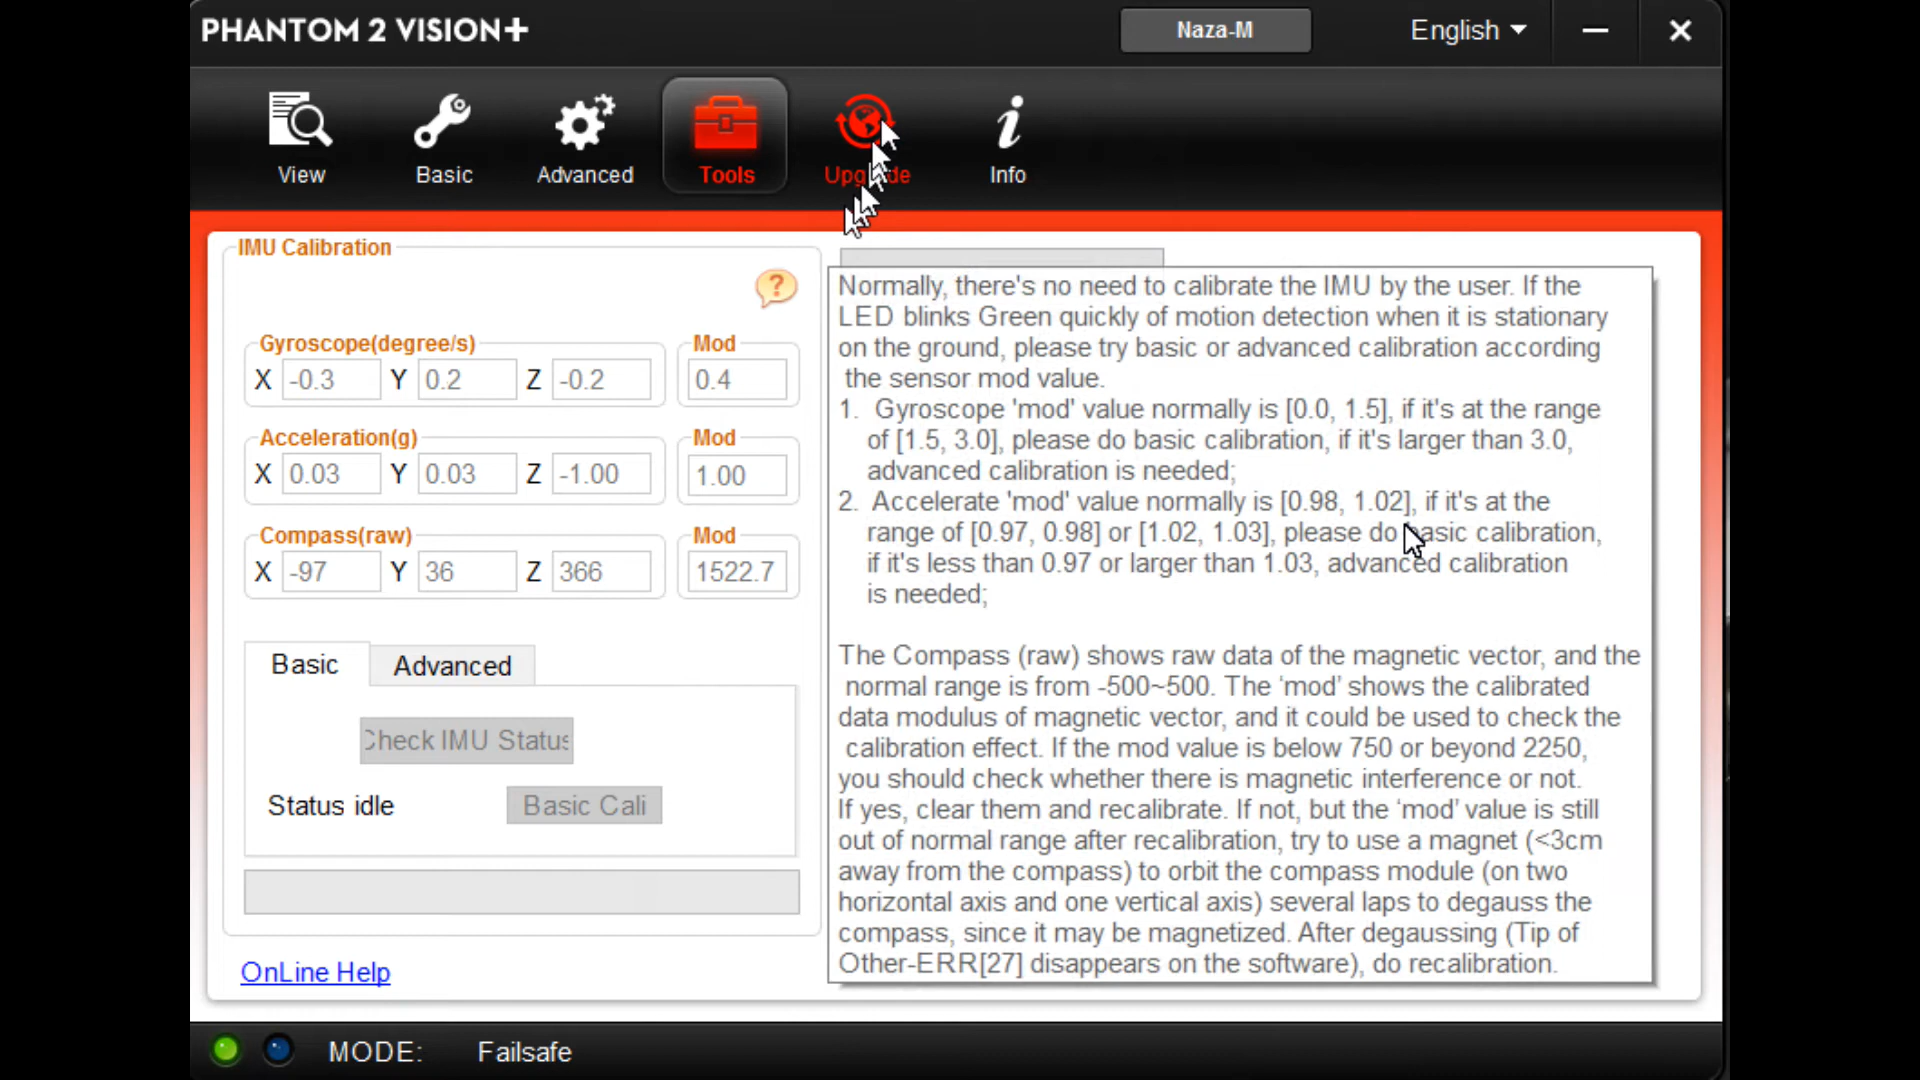 PHANTOM 2 VISION+
Naza-M
English
View
Basic
Advanced
Tools
Info
IMU Calibration
?
Gyroscope(degree/s)
Mod
X -0.3 Y 0.2 Z -0.2
0.4
Acceleration(g)
Mod
X 0.03 Y 0.03 Z -1.00
1.00
Compass(raw)
Mod
X -97 Y 36 Z 366
1522.7
Basic
Advanced
Check IMU Status
Status idle
Basic Cali
OnLine Help
Normally, there's no need to calibrate the IMU by the user. If the
LED blinks Green quickly of motion detection when it is stationary
on the ground, please try basic or advanced calibration according
the sensor mod value.
1. Gyroscope 'mod' value normally is [0.0, 1.5], if it's at the range
of [1.5, 3.0], please do basic calibration, if it's larger than 3.0,
advanced calibration is needed;
2. Accelerate 'mod' value normally is [0.98, 1.02], if it's at the
range of [0.97, 0.98] or [1.02, 1.03], please do basic calibration,
if it's less than 0.97 or larger than 1.03, advanced calibration
is needed;
The Compass (raw) shows raw data of the magnetic vector, and the
normal range is from -500~500. The ‘mod’ shows the calibrated
data modulus of magnetic vector, and it could be used to check the
calibration effect. If the mod value is below 750 or beyond 2250,
you should check whether there is magnetic interference or not.
If yes, clear them and recalibrate. If not, but the ‘mod’ value is still
out of normal range after recalibration, try to use a magnet (<3cm
away from the compass) to orbit the compass module (on two
horizontal axis and one vertical axis) several laps to degauss the
compass, since it may be magnetized. After degaussing (Tip of
Other-ERR[27] disappears on the software), do recalibration.
MODE: Failsafe